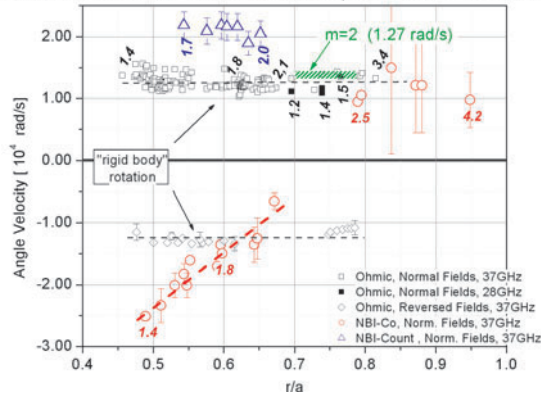 m=2 (1.27 rad/s)
2.00
1.00
0.00
-1.00
-2.00
-3.00
Angle Velocity [ 10⁴ rad/s]
1.4
1.7
1.8
2.0
2,1
1.2
1.4
1.5
3.4
2.5
4.2
"rigid body"
rotation
1.8
1.4
Ohmic, Normal Fields, 37GHz
Ohmic, Normal Fields, 28GHz
Ohmic, Reversed Fields, 37GHz
NBI-Co, Norm. Fields, 37GHz
NBI-Count , Norm. Fields, 37GHz
0.4 0.5 0.6 0.7 0.8 0.9 1.0
r/a